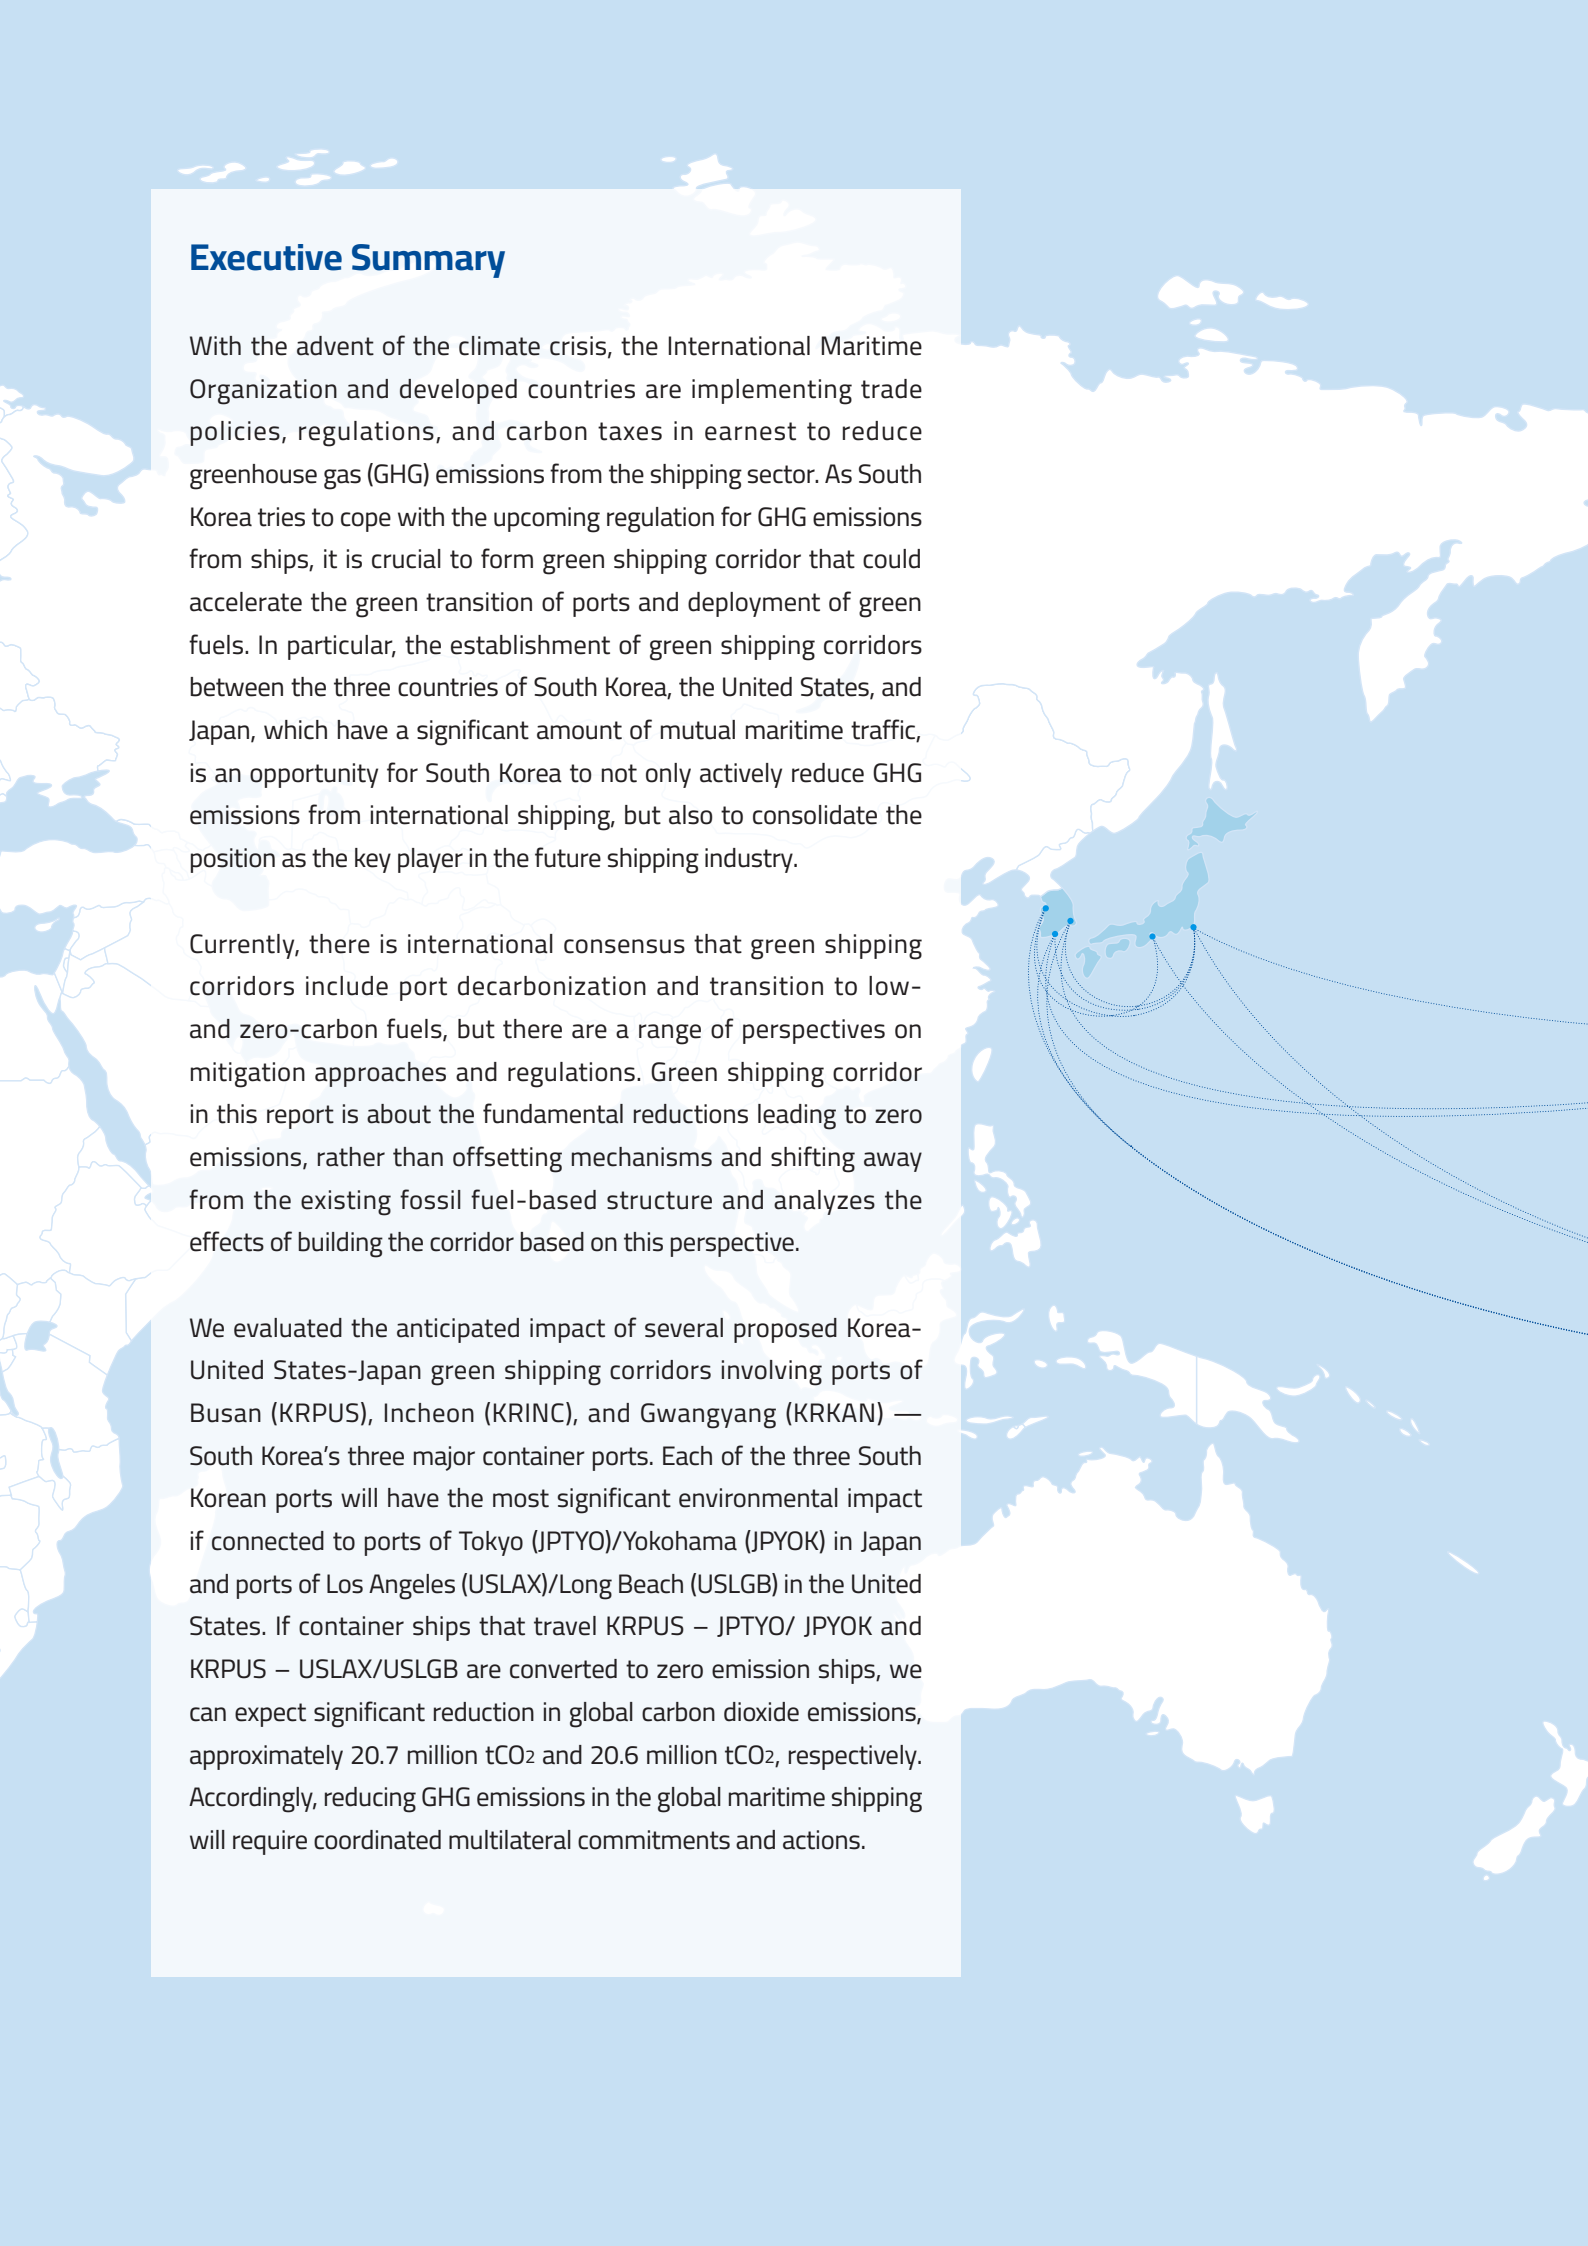 Executive Summary
With the advent of the climate crisis, the International Maritime
Organization and developed countries are implementing trade
policies, regulations, and carbon taxes in earnest to reduce
greenhouse gas (GHG) emissions from the shipping sector. As South
Korea tries to cope with the upcoming regulation for GHG emissions
from ships, it is crucial to form green shipping corridor that could
accelerate the green transition of ports and deployment of green
fuels. In particular, the establishment of green shipping corridors
between the three countries of South Korea, the United States, and
Japan, which have a significant amount of mutual maritime traffic,
is an opportunity for South Korea to not only actively reduce GHG
emissions from international shipping, but also to consolidate the
position as the key player in the future shipping industry.
Currently, there is international consensus that green shipping
corridors include port decarbonization and transition to low-
and zero-carbon fuels, but there are a range of perspectives on
mitigation approaches and regulations. Green shipping corridor
in this report is about the fundamental reductions leading to zero
emissions, rather than offsetting mechanisms and shifting away
from the existing fossil fuel-based structure and analyzes the
effects of building the corridor based on this perspective.
We evaluated the anticipated impact of several proposed Korea-
United States-Japan green shipping corridors involving ports of
Busan (KRPUS), Incheon (KRINC), and Gwangyang (KRKAN) —
South Korea’s three major container ports. Each of the three South
Korean ports will have the most significant environmental impact
if connected to ports of Tokyo (JPTYO)/Yokohama (JPYOK) in Japan
and ports of Los Angeles (USLAX)/Long Beach (USLGB) in the United
States. If container ships that travel KRPUS – JPTYO/ JPYOK and
KRPUS – USLAX/USLGB are converted to zero emission ships, we
can expect significant reduction in global carbon dioxide emissions,
approximately 20.7 million tCO2 and 20.6 million tCO2, respectively.
Accordingly, reducing GHG emissions in the global maritime shipping
will require coordinated multilateral commitments and actions.